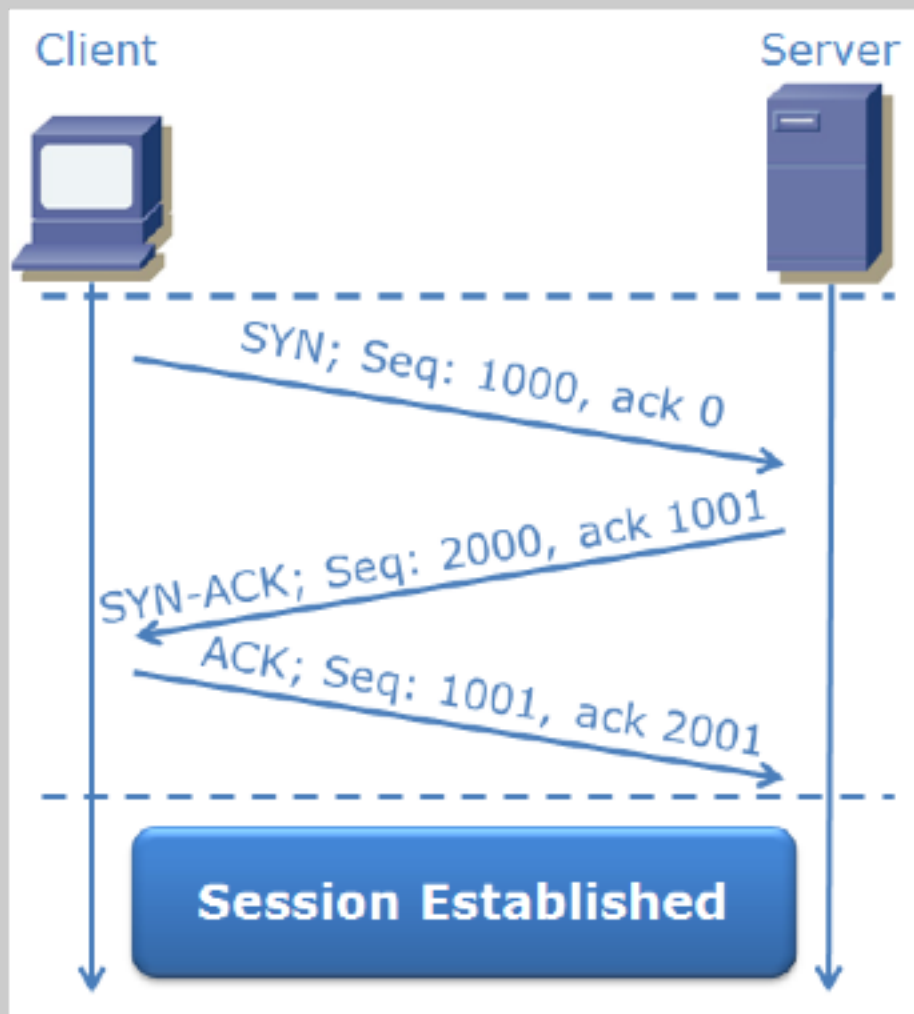 Client
Server
SYN; Seq: 1000, ack 0
SYN-ACK; Seq: 2000, ack 1001
ACK; Seq: 1001, ack 2001
Session Established